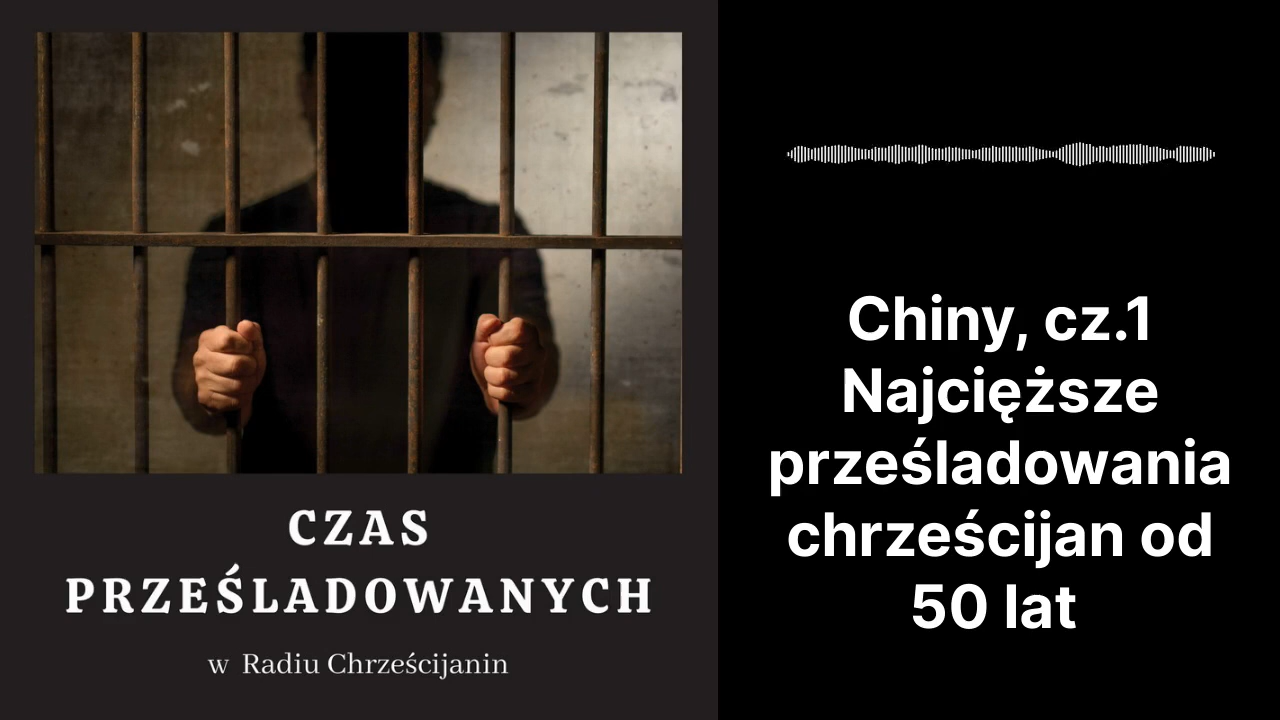 CZAS
PRZEŚLADOWANYCH
w Radiu Chrześcijanin
Chiny, cz.1
Najcięższe
prześladowania
chrześcijan od
50 lat